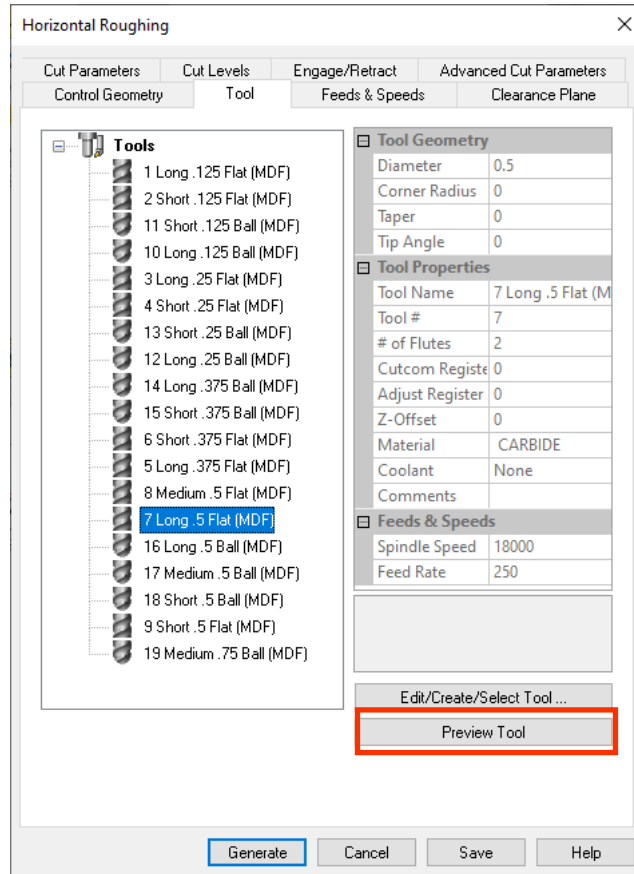 Horizontal Roughing
Cut Parameters Cut Levels Engage/Retract Advanced Cut Parameters
Control Geometry Tool Feeds & Speeds Clearance Plane
Tools
1 Long .125 Flat (MDF)
2 Short .125 Flat (MDF)
11 Short .125 Ball (MDF)
10 Long .125 Ball (MDF)
3 Long .25 Flat (MDF)
4 Short .25 Flat (MDF)
13 Short .25 Ball (MDF)
12 Long .25 Ball (MDF)
14 Long .375 Ball (MDF)
15 Short .375 Ball (MDF)
6 Short .375 Flat (MDF)
5 Long .375 Flat (MDF)
8 Medium .5 Flat (MDF)
7 Long .5 Flat (MDF)
16 Long .5 Ball (MDF)
17 Medium .5 Ball (MDF)
18 Short .5 Ball (MDF)
9 Short .5 Flat (MDF)
19 Medium .75 Ball (MDF)
Tool Geometry
Diameter 0.5
Corner Radius 0
Taper 0
Tip Angle 0
Tool Properties
Tool Name 7 Long .5 Flat (M
Tool # 7
# of Flutes 2
Cutcom Registe 0
Adjust Register 0
Z-Offset 0
Material CARBIDE
Coolant None
Comments
Feeds & Speeds
Spindle Speed 18000
Feed Rate 250
Edit/Create/Select Tool ...
Preview Tool
Generate Cancel Save Help